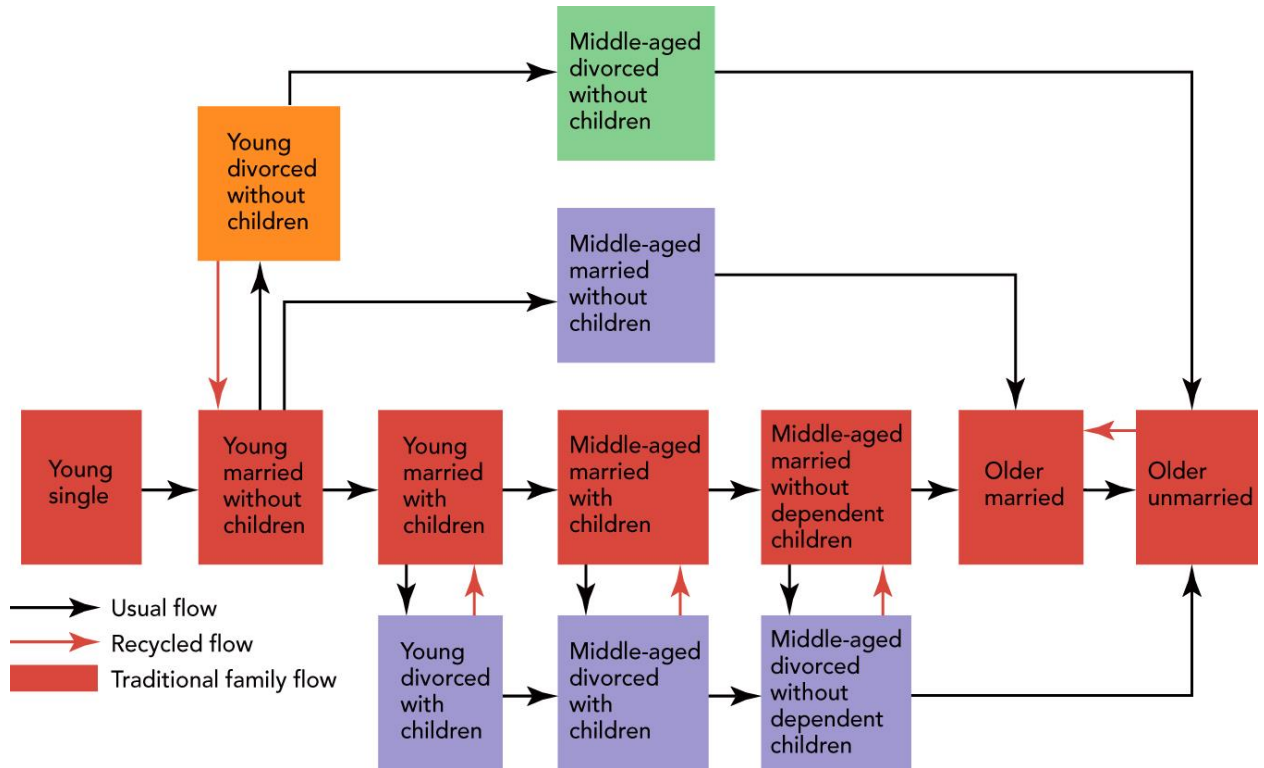 Middle-aged
divorced
without
children
Young
divorced
without
children
Middle-aged
married
without
children
Young
single
Young
married
without
children
Young
married
with
children
Middle-aged
married
with
children
Middle-aged
married
without
dependent
children
Older
married
Older
unmarried
Usual flow
Recycled flow
Traditional family flow
Young
divorced
with
children
Middle-aged
divorced
with
children
Middle-aged
divorced
without
dependent
children